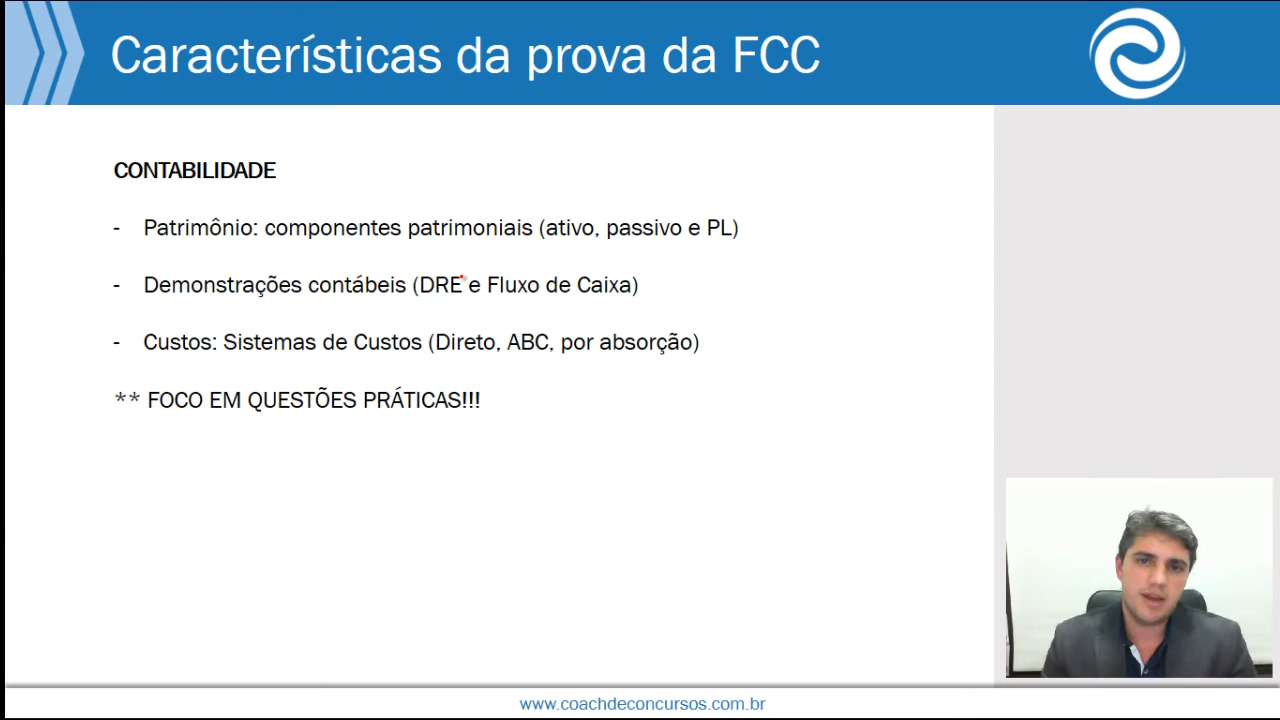 Características da prova da FCC
CONTABILIDADE
- Patrimônio: componentes patrimoniais (ativo, passivo e PL)
- Demonstrações contábeis (DRE e Fluxo de Caixa)
- Custos: Sistemas de Custos (Direto, ABC, por absorção)
** FOCO EM QUESTÕES PRÁTICAS!!!
www.coachdeconcursos.com.br